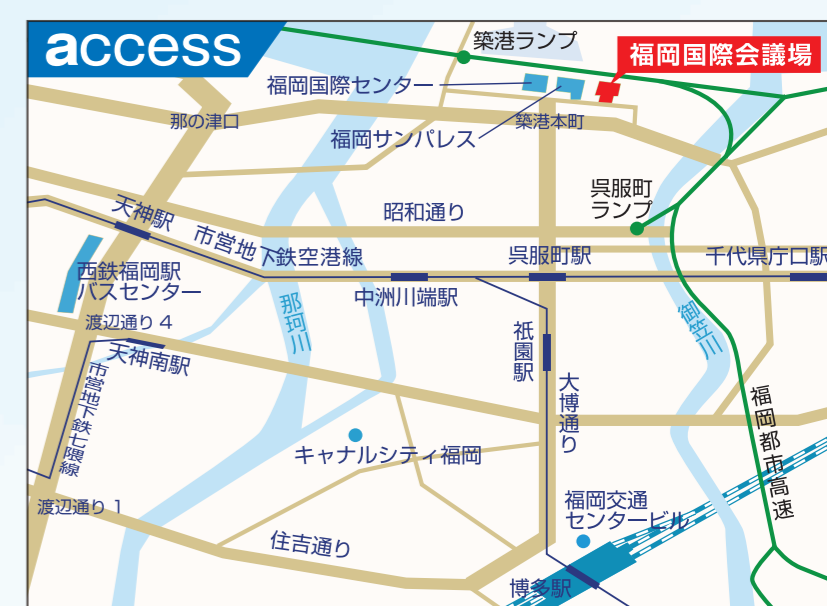 access
築港ランプ
福岡国際会議場
福岡国際センター
那の津口
福岡サンパレス
築港本町
呉服町
ランプ
天神駅
昭和通り
市営地下鉄空港線
呉服町駅
千代県庁口駅
西鉄福岡駅
バスセンター
中洲川端駅
那珂川
御笠川
渡辺通り4
天神南駅
祇園駅
市営地下鉄七隈線
大博通り
福岡都市高速
キャナルシティ福岡
渡辺通り1
福岡交通
センタービル
住吉通り
博多駅